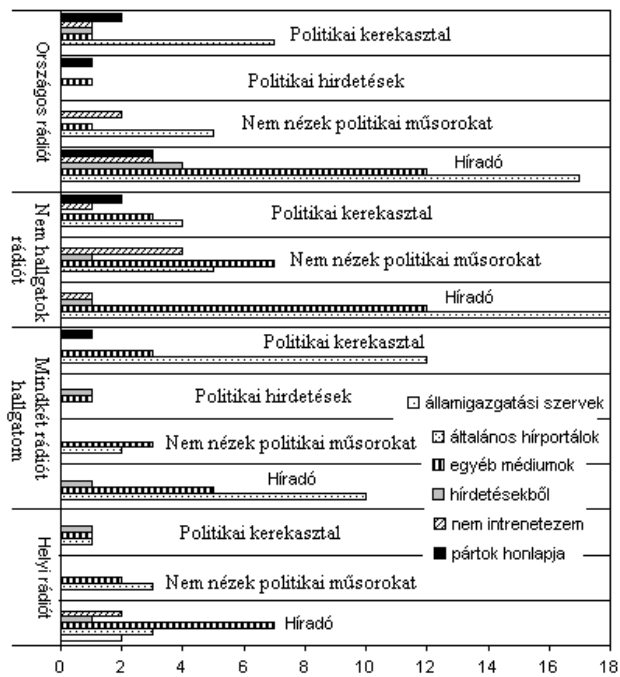 Országos rádiót
Politikai kerekasztal
Politikai hirdetések
Nem nézek politikai műsorokat
Híradó
Nem hallgatok
rádiót
Politikai kerekasztal
Nem nézek politikai műsorokat
Híradó
Mindkét rádiót
hallgatom
Politikai kerekasztal
Politikai hirdetések
Nem nézek politikai műsorokat
Híradó
Helyi rádiót
Politikai kerekasztal
Nem nézek politikai műsorokat
Híradó
államigazgatási szervek
általános hírportálok
egyéb médiumok
hírdetésekből
nem intrenetezem
pártok honlapja
0 2 4 6 8 10 12 14 16 18